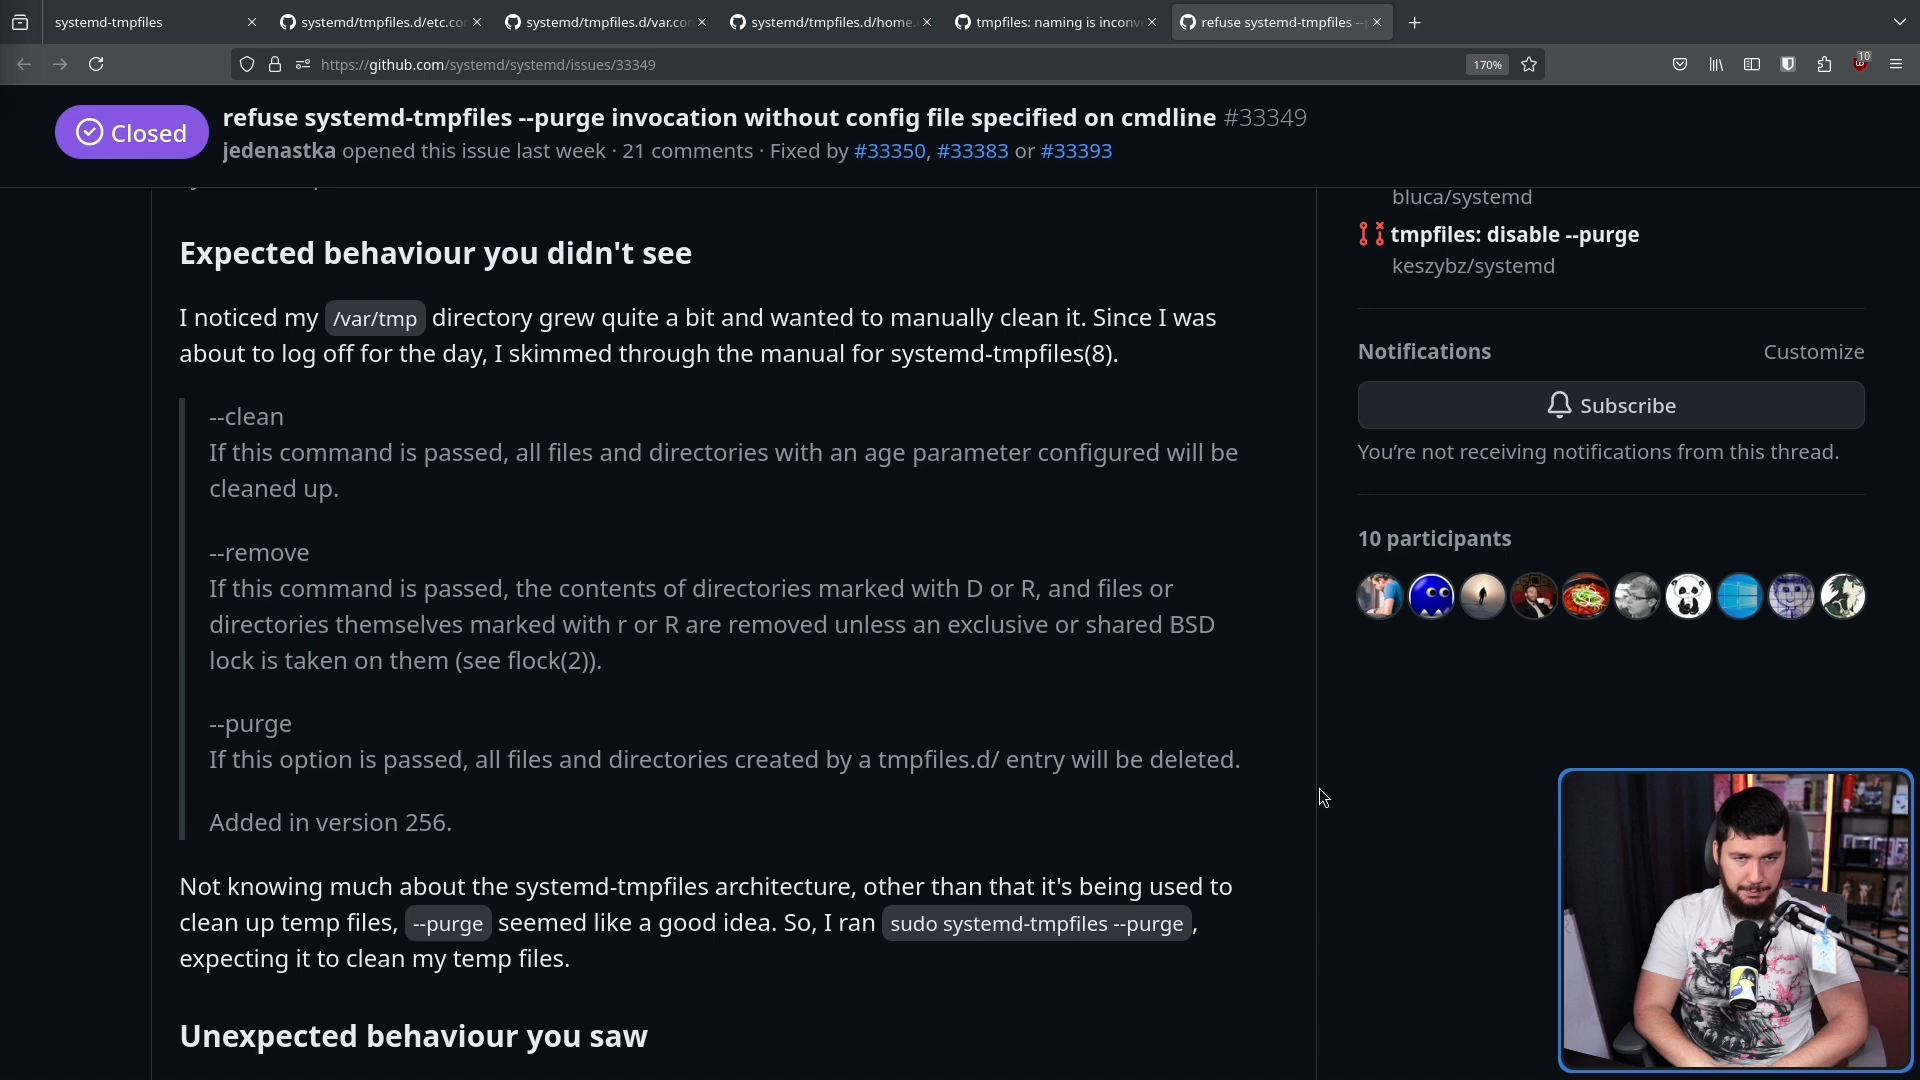 systemd-tmpfiles
systemd/tmpfiles.d/etc.co
systemd/tmpfiles.d/var.co
systemd/tmpfiles.d/home.
tmpfiles: naming is incon
refuse systemd-tmpfiles --
https://github.com/systemd/systemd/issues/33349
170%
10
Closed
refuse systemd-tmpfiles --purge invocation without config file specified on cmdline #33349
jedenastka opened this issue last week · 21 comments · Fixed by #33350, #33383 or #33393
Expected behaviour you didn't see
I noticed my /var/tmp directory grew quite a bit and wanted to manually clean it. Since I was
about to log off for the day, I skimmed through the manual for systemd-tmpfiles(8).
--clean
If this command is passed, all files and directories with an age parameter configured will be
cleaned up.
--remove
If this command is passed, the contents of directories marked with D or R, and files or
directories themselves marked with r or R are removed unless an exclusive or shared BSD
lock is taken on them (see flock(2)).
--purge
If this option is passed, all files and directories created by a tmpfiles.d/ entry will be deleted.
Added in version 256.
Not knowing much about the systemd-tmpfiles architecture, other than that it's being used to
clean up temp files, --purge seemed like a good idea. So, I ran sudo systemd-tmpfiles --purge,
expecting it to clean my temp files.
Unexpected behaviour you saw
bluca/systemd
tmpfiles: disable --purge
keszybz/systemd
Notifications
Customize
Subscribe
You're not receiving notifications from this thread.
10 participants